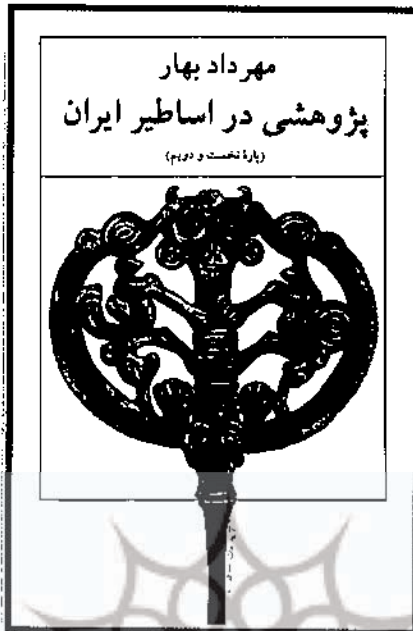 مهرداد بهار
پژوهشی در اساطیر ایران
(پارهٔ نخست و دویم)